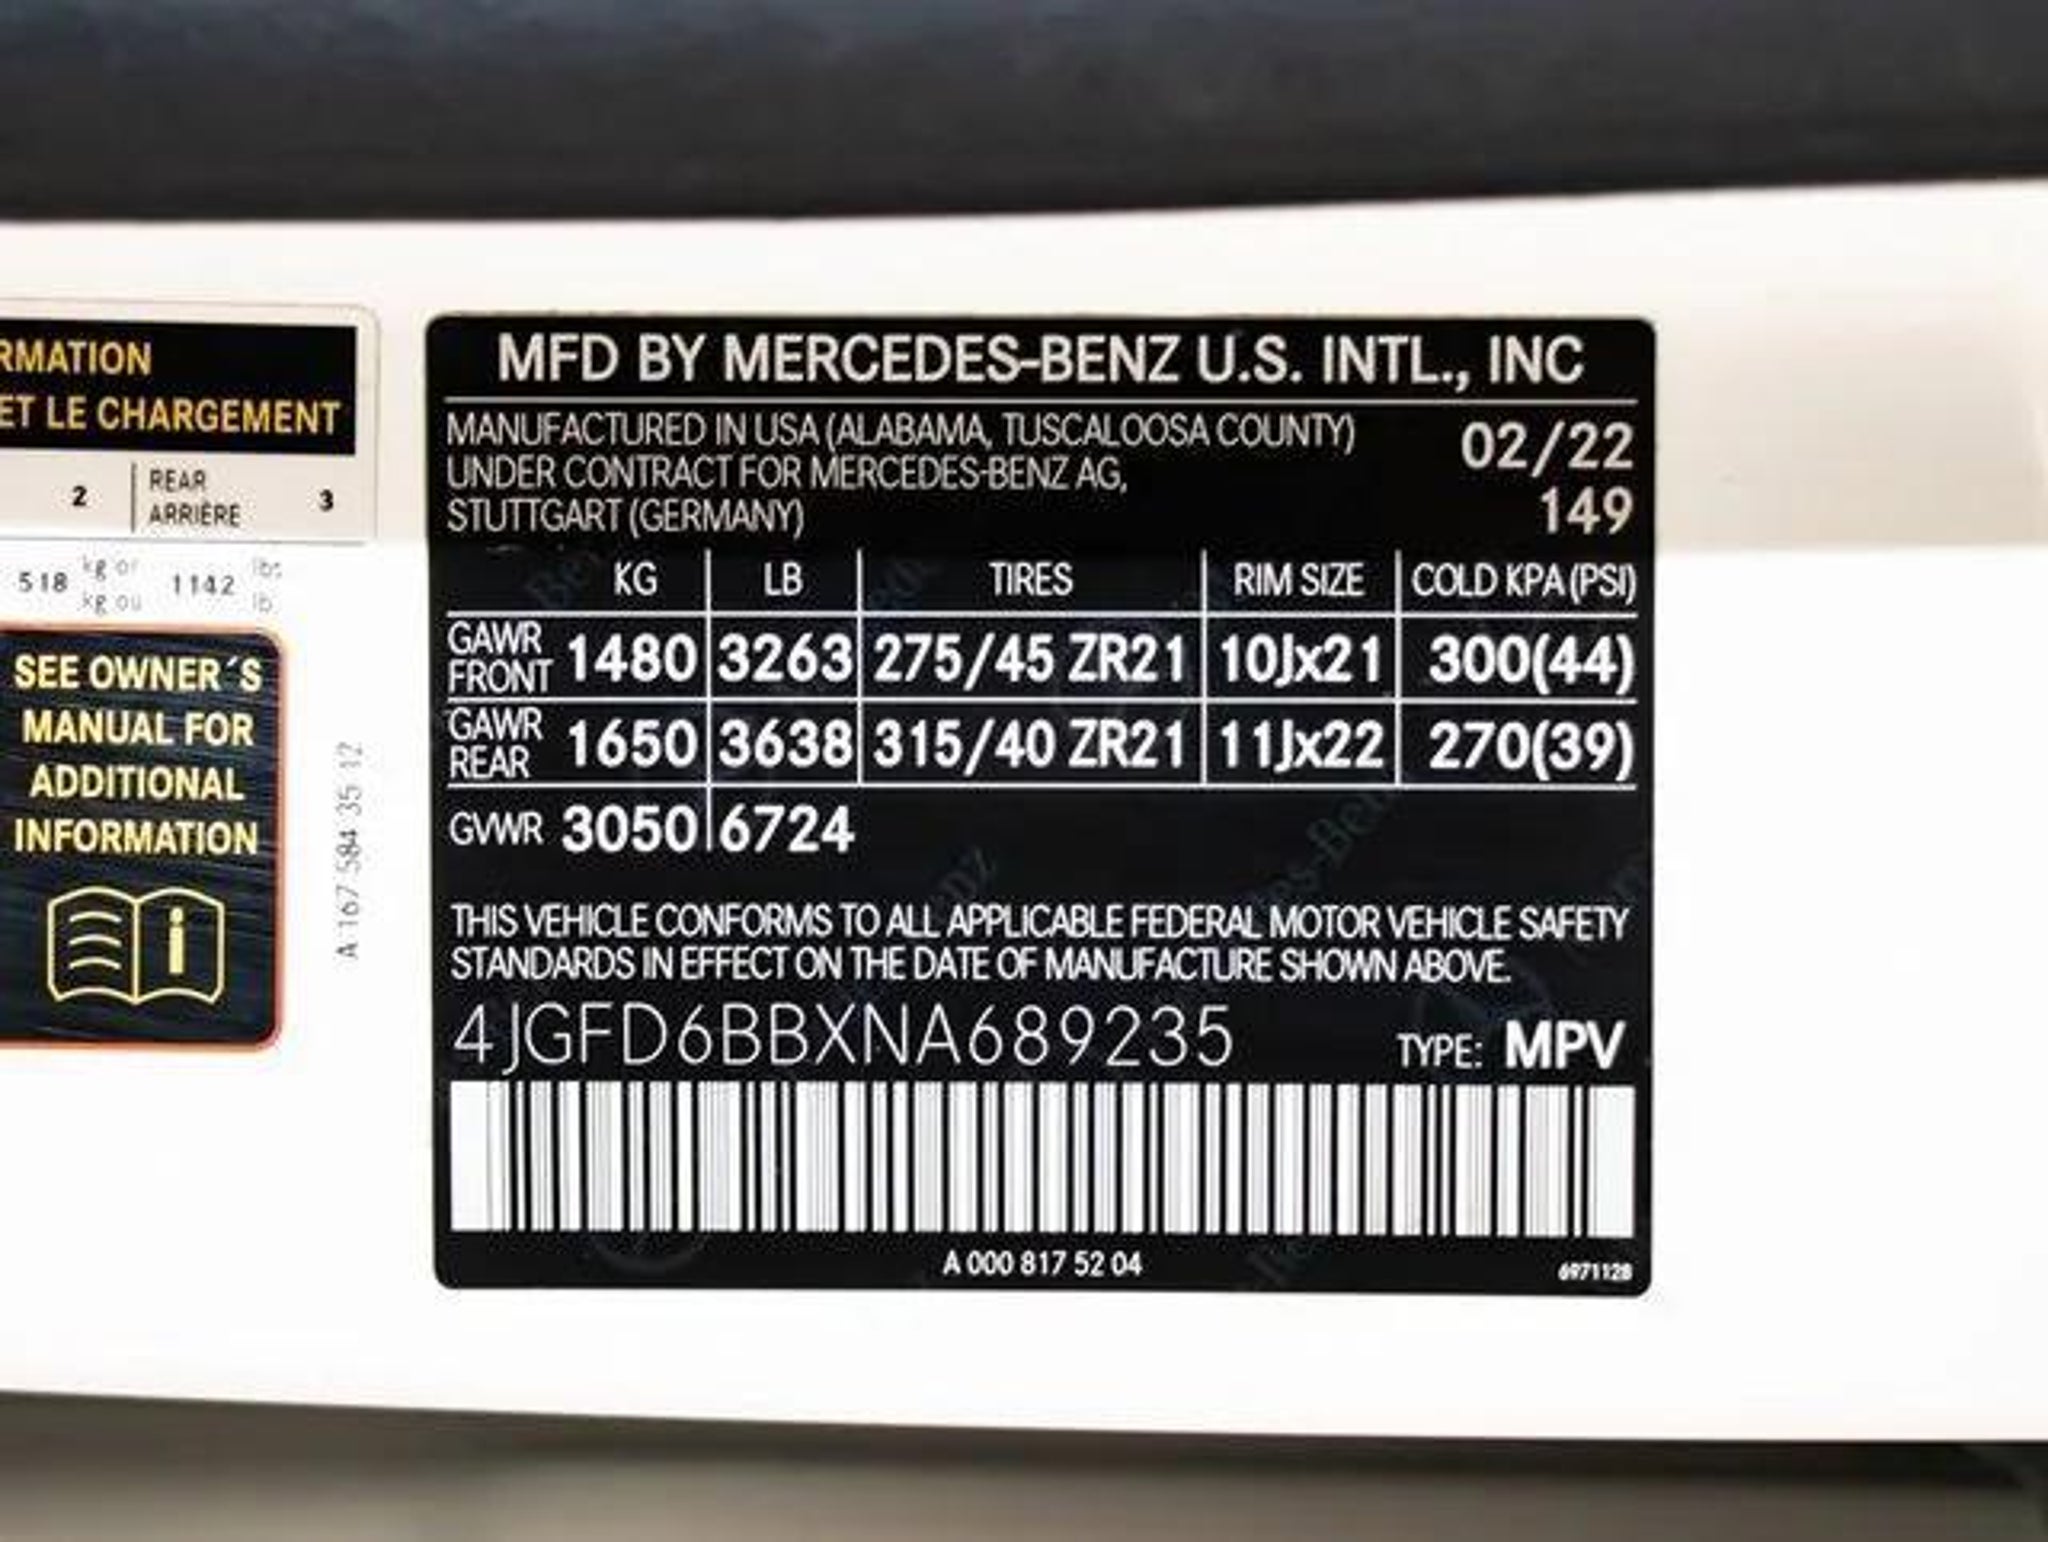 RMATION
ET LE CHARGEMENT
2 REAR 3
ARRIÈRE
518 kg or 1142 lbs
kg ou lb
SEE OWNER´S
MANUAL FOR
ADDITIONAL
INFORMATION
A 167 584 35 12
MFD BY MERCEDES-BENZ U.S. INTL., INC
MANUFACTURED IN USA (ALABAMA, TUSCALOOSA COUNTY) 02/22
UNDER CONTRACT FOR MERCEDES-BENZ AG,
STUTTGART (GERMANY) 149
KG LB TIRES RIM SIZE COLD KPA (PSI)
GAWR FRONT 1480 3263 275/45 ZR21 10Jx21 300(44)
GAWR REAR 1650 3638 315/40 ZR21 11Jx22 270(39)
GVWR 3050 6724
THIS VEHICLE CONFORMS TO ALL APPLICABLE FEDERAL MOTOR VEHICLE SAFETY
STANDARDS IN EFFECT ON THE DATE OF MANUFACTURE SHOWN ABOVE.
4JGFD6BBXNA689235 TYPE: MPV
A 000 817 52 04 6971128